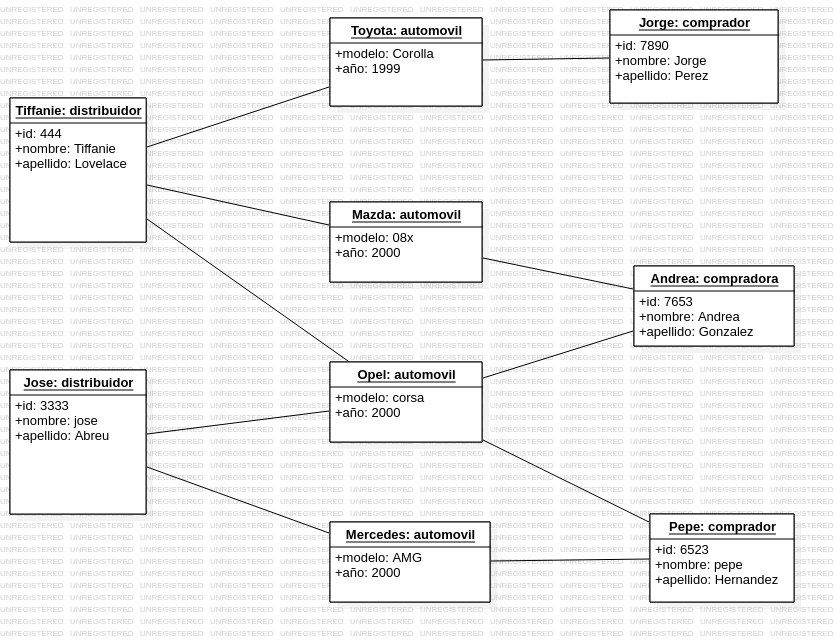 Toyota: automovil
+modelo: Corolla
+año: 1999
Jorge: comprador
+id: 7890
+nombre: Jorge
+apellido: Perez
Tiffanie: distribuidor
+id: 444
+nombre: Tiffanie
+apellido: Lovelace
Mazda: automovil
+modelo: 08x
+año: 2000
Andrea: compradora
+id: 7653
+nombre: Andrea
+apellido: Gonzalez
Opel: automovil
+modelo: corsa
+año: 2000
Jose: distribuidor
+id: 3333
+nombre: jose
+apellido: Abreu
Mercedes: automovil
+modelo: AMG
+año: 2000
Pepe: comprador
+id: 6523
+nombre: pepe
+apellido: Hernandez
UNREGISTERED